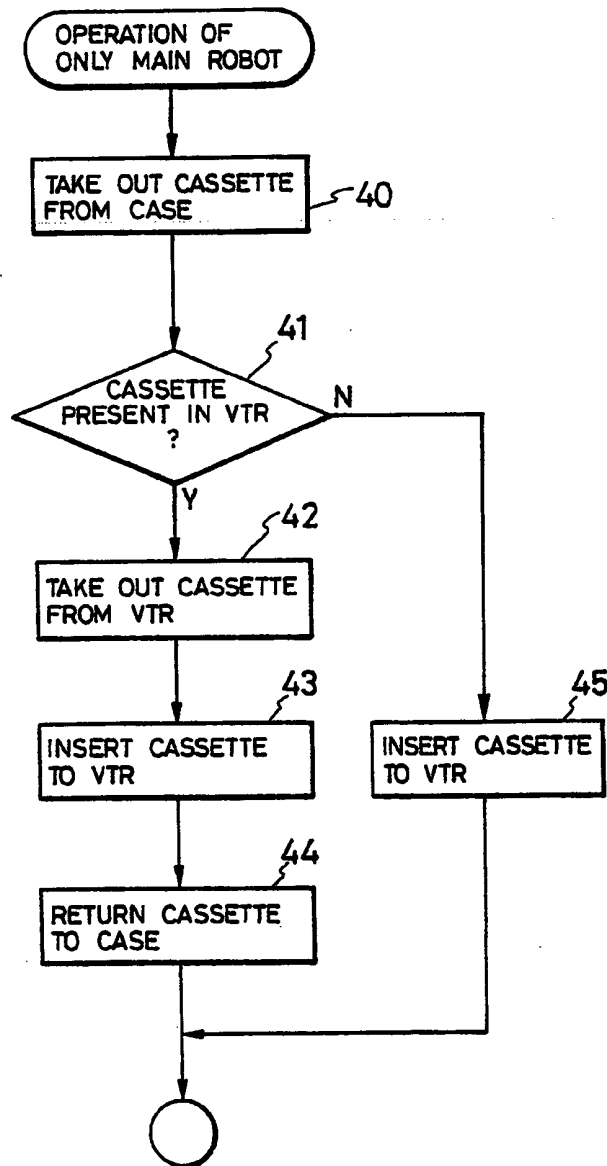 OPERATION OF
ONLY MAIN ROBOT
TAKE OUT CASSETTE
FROM CASE
40
41
CASSETTE
PRESENT IN VTR
?
N
Y
42
TAKE OUT CASSETTE
FROM VTR
43
INSERT CASSETTE
TO VTR
45
INSERT CASSETTE
TO VTR
44
RETURN CASSETTE
TO CASE